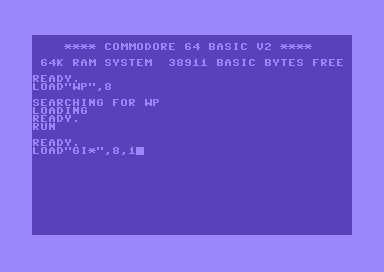 **** COMMODORE 64 BASIC V2 ****
64K RAM SYSTEM  38911 BASIC BYTES FREE
READY.
LOAD"WP",8
SEARCHING FOR WP
LOADING
READY.
RUN
READY.
LOAD"GI*",8,1